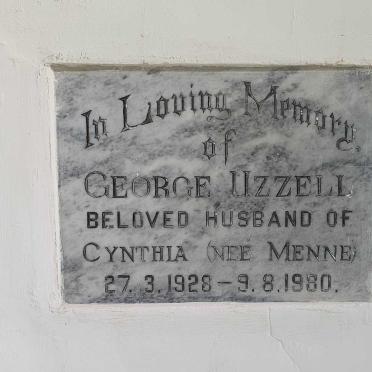 In Loving Memory
of
GEORGE UZZELL
BELOVED HUSBAND OF
CYNTHIA (NEE MENNE)
27.3.1928 – 9.8.1980.